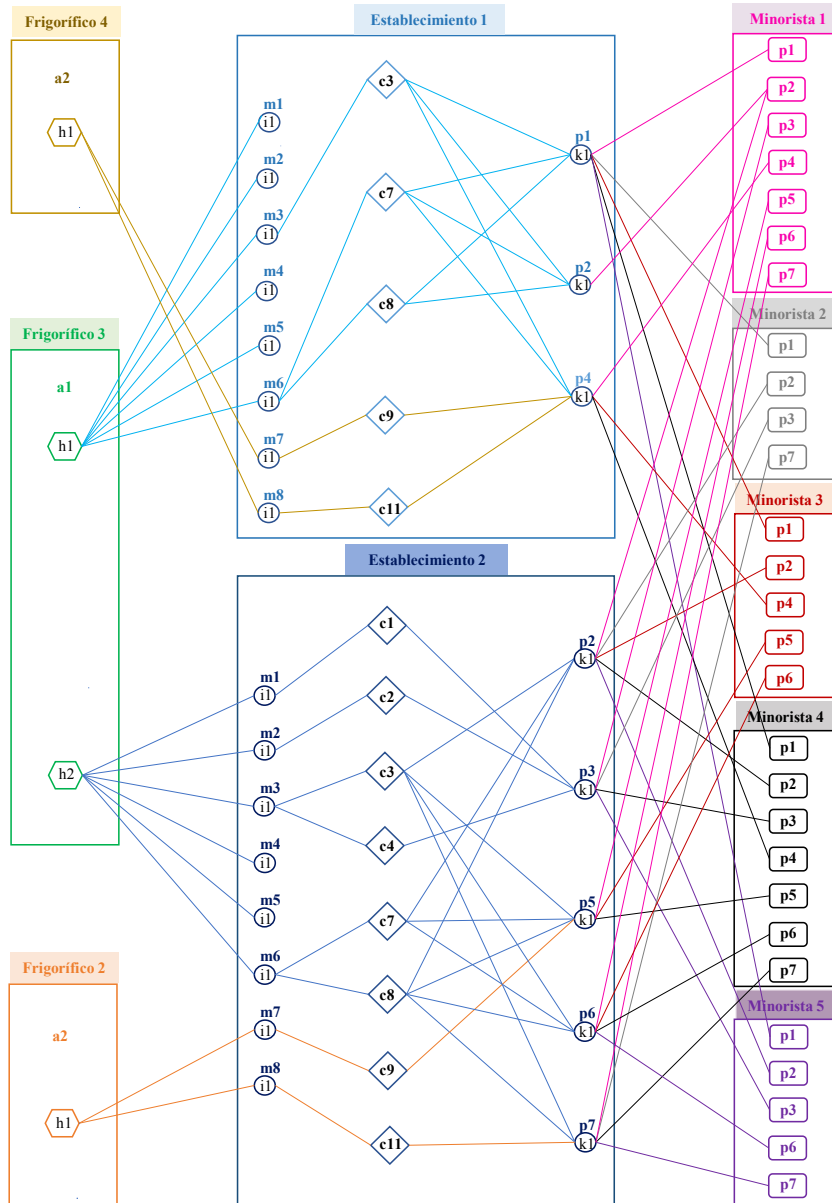 Frigorífico 4
a2
h1
Frigorífico 3
a1
h1
h2
Frigorífico 2
a2
h1
Establecimiento 1
m1
i1
m2
i1
m3
i1
m4
i1
m5
i1
m6
i1
m7
i1
m8
i1
c3
c7
c8
c9
c11
p1
k1
p2
k1
p4
k1
Establecimiento 2
m1
i1
m2
i1
m3
i1
m4
i1
m5
i1
m6
i1
m7
i1
m8
i1
c1
c2
c3
c4
c7
c8
c9
c11
p2
k1
p3
k1
p5
k1
p6
k1
p7
k1
Minorista 1
p1
p2
p3
p4
p5
p6
p7
Minorista 2
p1
p2
p3
p7
Minorista 3
p1
p2
p4
p5
p6
Minorista 4
p1
p2
p3
p4
p5
p6
p7
Minorista 5
p1
p2
p3
p6
p7